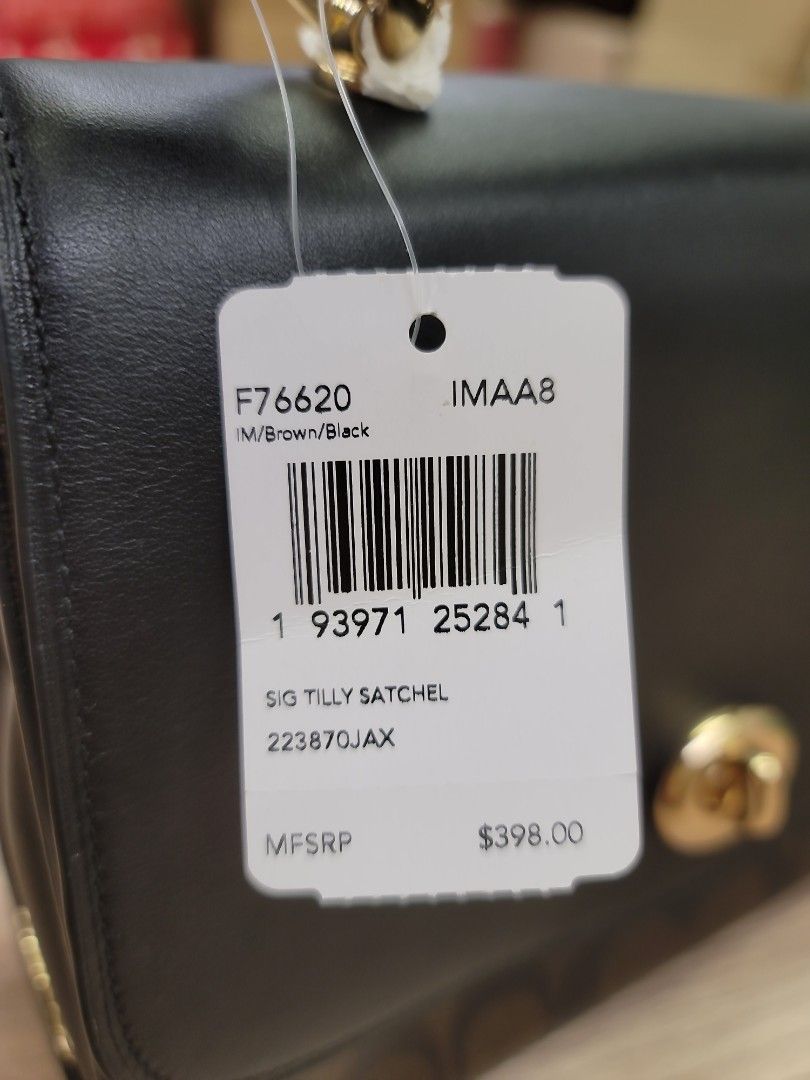 F76620 IMAA8
IM/Brown/Black
1 93971 25284 1
SIG TILLY SATCHEL
223870JAX
MFSRP $398.00